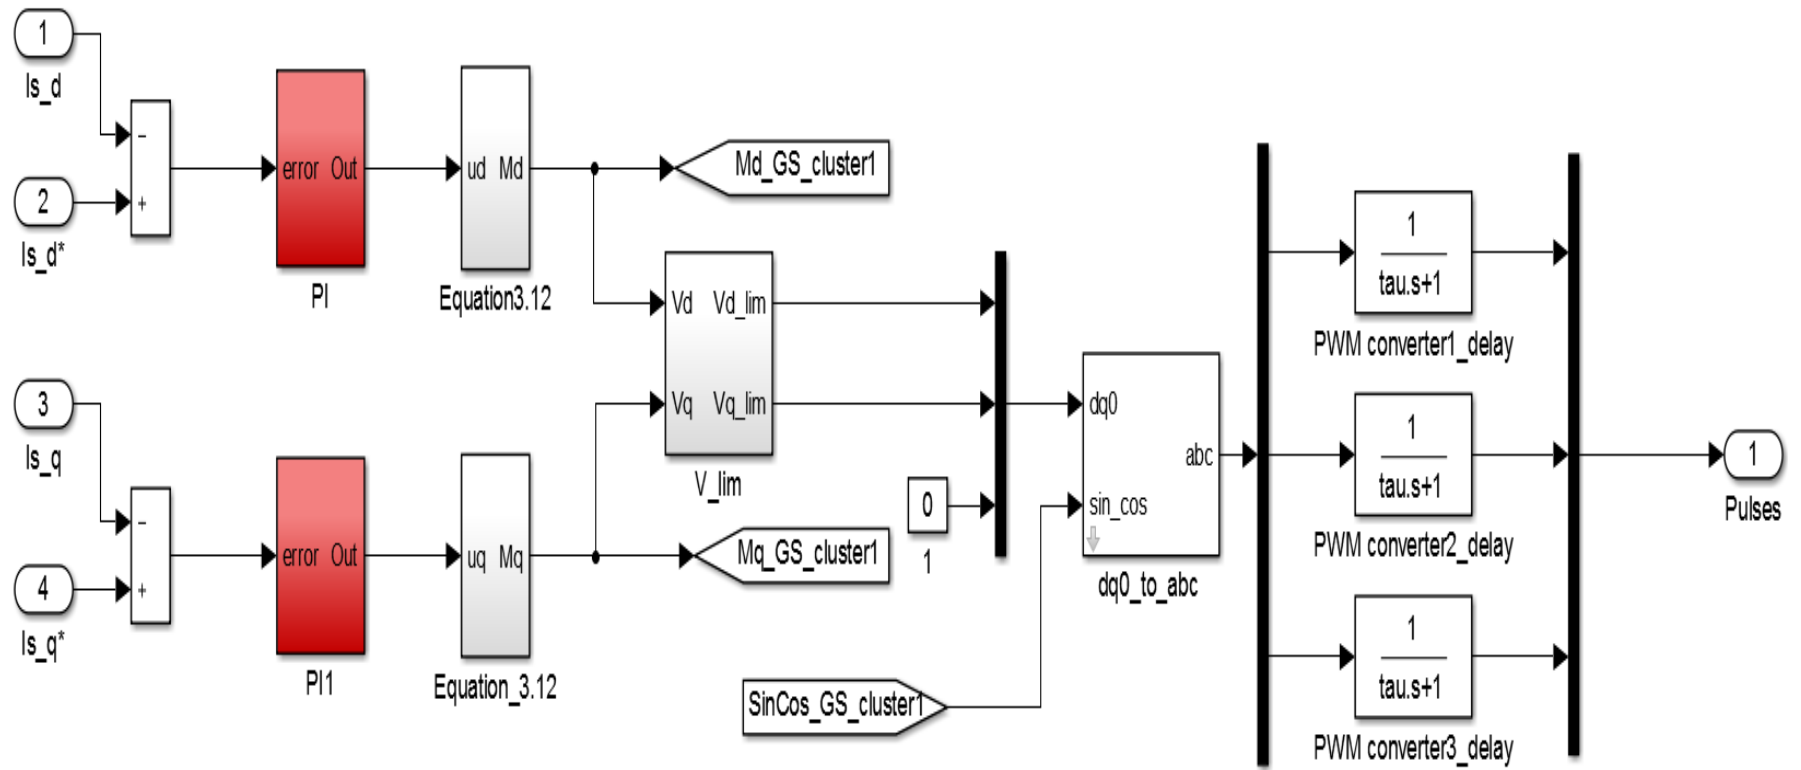 1
Is_d
2
Is_d*
−
+
error Out
PI
ud Md
Equation3.12
Md_GS_cluster1
Vd Vd_lim
Vq Vq_lim
V_lim
3
Is_q
4
Is_q*
−
+
error Out
PI1
uq Mq
Equation_3.12
Mq_GS_cluster1
0
1
SinCos_GS_cluster1
dq0
abc
sin_cos
dq0_to_abc
1
tau.s+1
PWM converter1_delay
1
tau.s+1
PWM converter2_delay
1
tau.s+1
PWM converter3_delay
1
Pulses